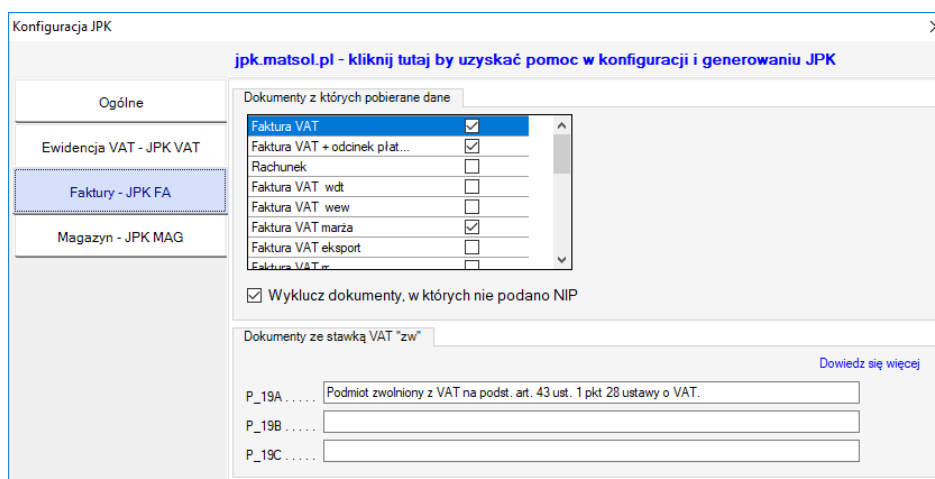 Konfiguracja JPK
jpk.matsol.pl - kliknij tutaj by uzyskać pomoc w konfiguracji i generowaniu JPK
Ogólne
Ewidencja VAT - JPK VAT
Faktury - JPK FA
Magazyn - JPK MAG
Dokumenty z których pobierane dane
Faktura VAT
Faktura VAT + odcinek płat...
Rachunek
Faktura VAT wdt
Faktura VAT wew
Faktura VAT marża
Faktura VAT eksport
Faktura VAT rr
Wyklucz dokumenty, w których nie podano NIP
Dokumenty ze stawką VAT "zw"
Dowiedz się więcej
P_19A ..... Podmiot zwolniony z VAT na podst. art. 43 ust. 1 pkt 28 ustawy o VAT.
P_19B .....
P_19C .....